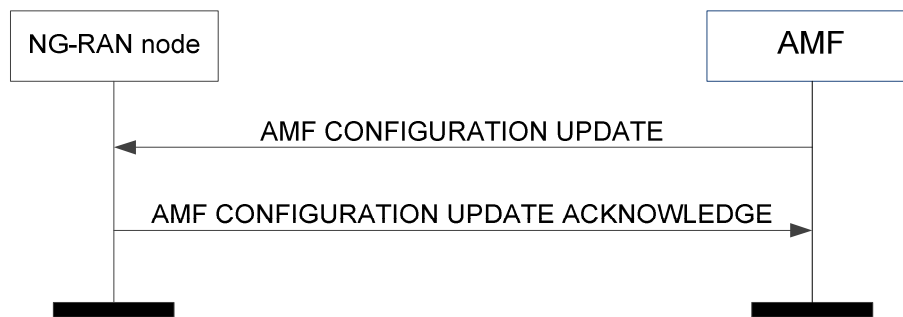 NG-RAN node
AMF
AMF CONFIGURATION UPDATE
AMF CONFIGURATION UPDATE ACKNOWLEDGE